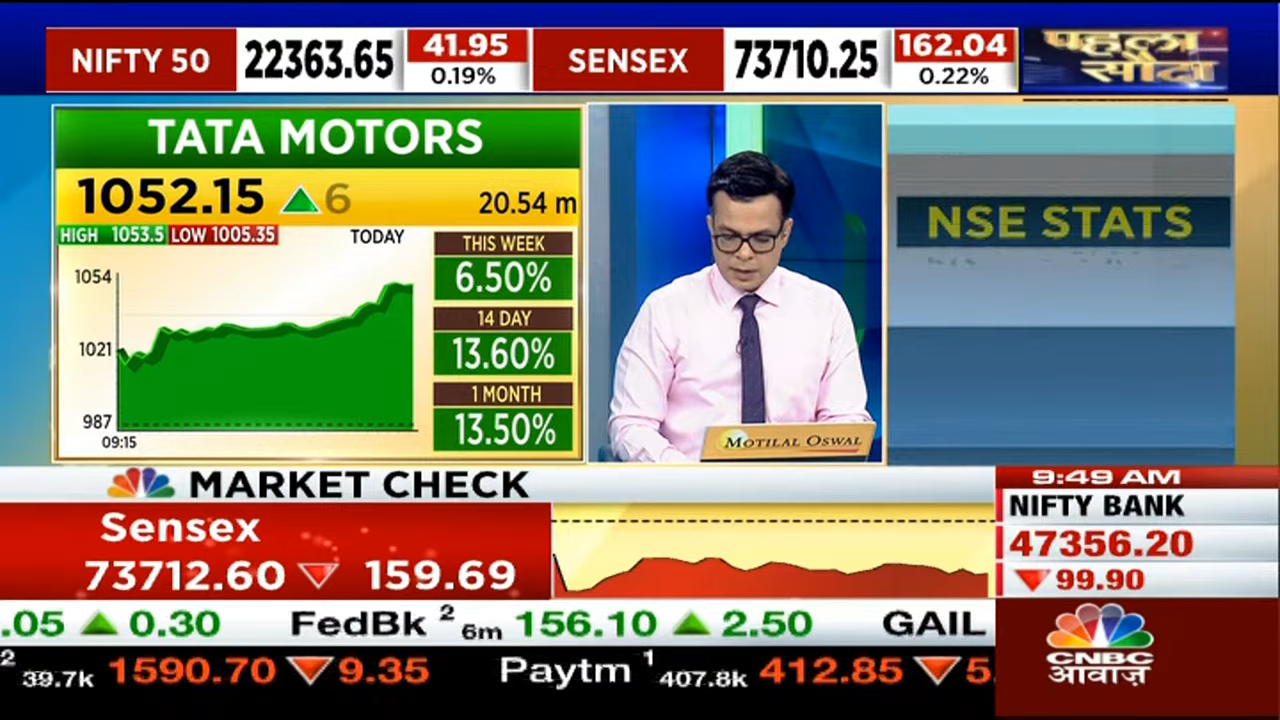 NIFTY 50 22363.65 41.95 0.19% SENSEX 73710.25 162.04 0.22% पहला सौदा
TATA MOTORS
1052.15 ▲ 6 20.54 m
HIGH 1053.5 LOW 1005.35 TODAY
1054
1021
987
09:15
THIS WEEK
6.50%
14 DAY
13.60%
1 MONTH
13.50%
MOTILAL OSWAL
NSE STATS
MARKET CHECK
Sensex
73712.60 ▼ 159.69
9:49 AM
NIFTY BANK
47356.20
▼ 99.90
.05 ▲ 0.30 FedBk 2 6m 156.10 ▲ 2.50 GAIL
2 39.7k 1590.70 ▼ 9.35 Paytm 1 407.8k 412.85 ▼ 5.
CNBC
आवाज़